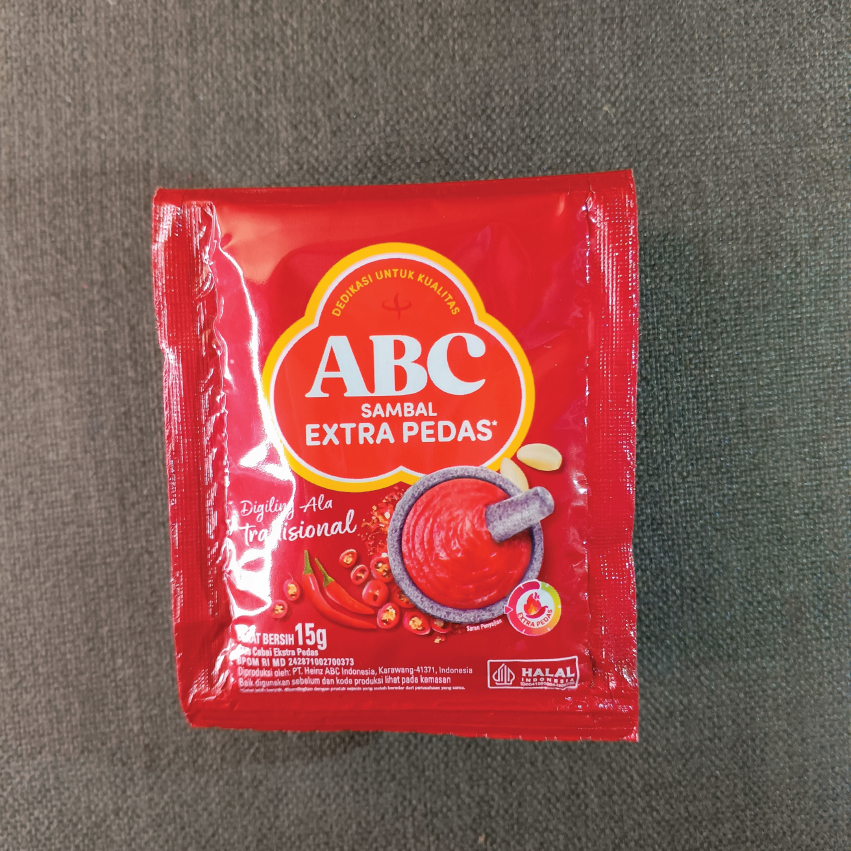 DEDIKASI UNTUK KUALITAS
ABC
SAMBAL
EXTRA PEDAS*
Digiling Ala
tradisional
EXTRA PEDAS
Saran Penyajian
BERSIH 15g
Cabai Ekstra Pedas
BPOM RI MD 242871002700373
Diproduksi oleh: PT. Heinz ABC Indonesia, Karawang-41371, Indonesia
Baik digunakan sebelum dan kode produksi lihat pada kemasan
HALAL
INDONESIA